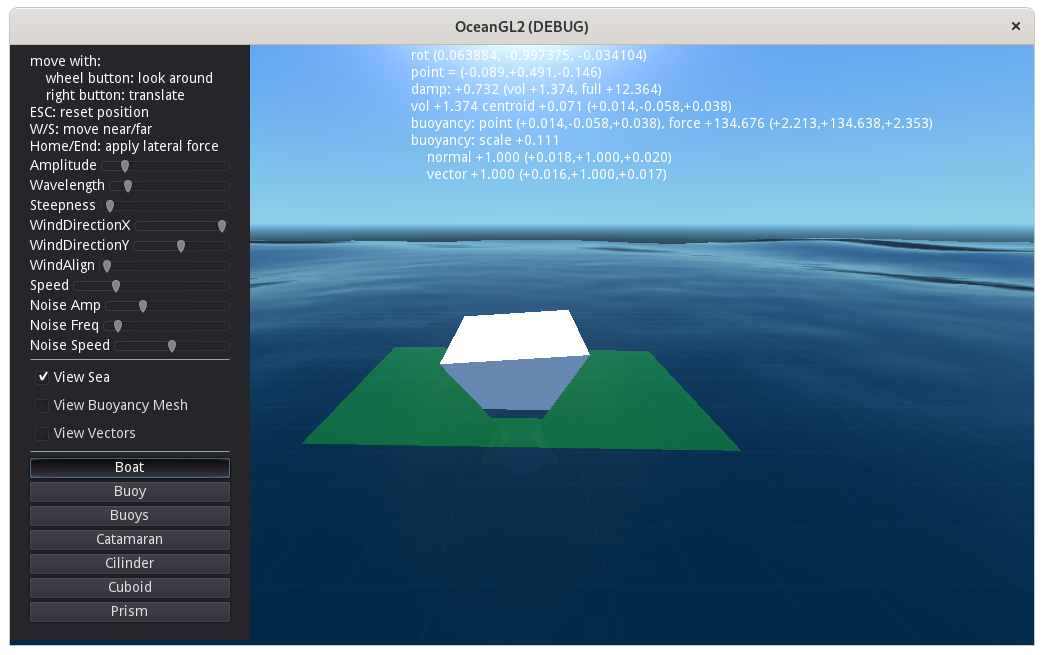 OceanGL2 (DEBUG)
×
move with:
wheel button: look around
right button: translate
ESC: reset position
W/S: move near/far
Home/End: apply lateral force
Amplitude
Wavelength
Steepness
WindDirectionX
WindDirectionY
WindAlign
Speed
Noise Amp
Noise Freq
Noise Speed
View Sea
View Buoyancy Mesh
View Vectors
Boat
Buoy
Buoys
Catamaran
Cilinder
Cuboid
Prism
rot (0.063884, -0.997375, -0.034104)
point = (-0.089,+0.491,-0.146)
damp: +0.732 (vol +1.374, full +12.364)
vol +1.374 centroid +0.071 (+0.014,-0.058,+0.038)
buoyancy: point (+0.014,-0.058,+0.038), force +134.676 (+2.213,+134.638,+2.353)
buoyancy: scale +0.111
normal +1.000 (+0.018,+1.000,+0.020)
vector +1.000 (+0.016,+1.000,+0.017)